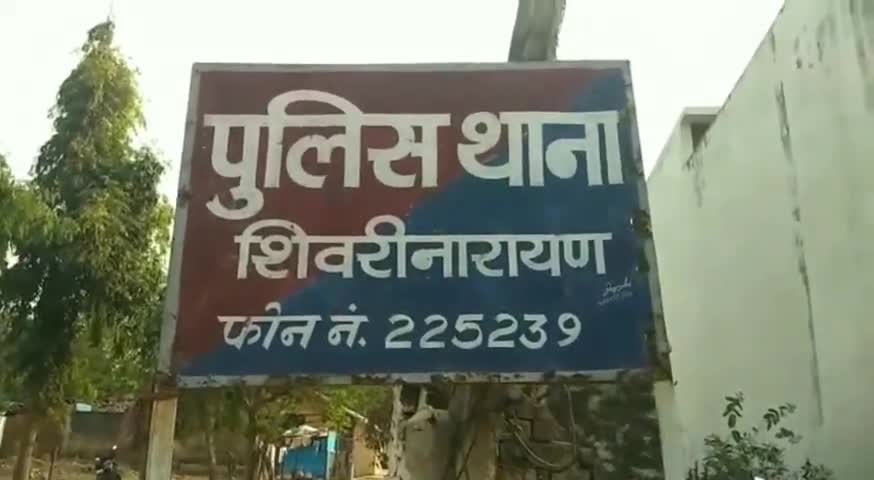 पुलिस थाना
शिवरीनारायण
फोन नं. 225239